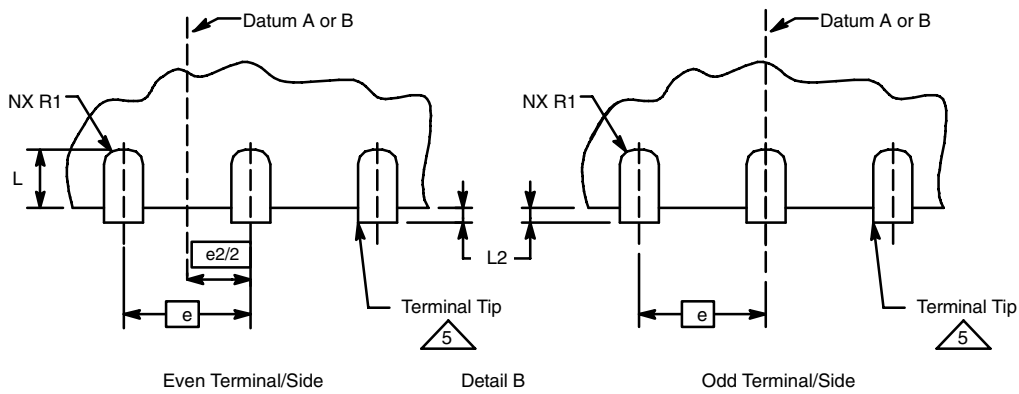 Datum A or B
Datum A or B
NX R1
NX R1
L
L2
e2/2
e
e
Terminal Tip
5
Terminal Tip
5
Even Terminal/Side
Detail B
Odd Terminal/Side